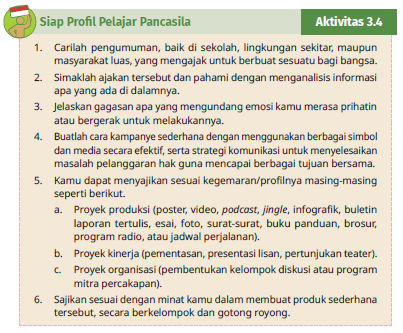 Siap Profil Pelajar Pancasila
Aktivitas 3.4
1. Carilah pengumuman, baik di sekolah, lingkungan sekitar, maupun
masyarakat luas, yang mengajak untuk berbuat sesuatu bagi bangsa.
2. Simaklah ajakan tersebut dan pahami dengan menganalisis informasi
apa yang ada di dalamnya.
3. Jelaskan gagasan apa yang mengundang emosi kamu merasa prihatin
atau bergerak untuk melakukannya.
4. Buatlah cara kampanye sederhana dengan menggunakan berbagai simbol
dan media secara efektif, serta strategi komunikasi untuk menyelesaikan
masalah pelanggaran hak guna mencapai berbagai tujuan bersama.
5. Kamu dapat menyajikan sesuai kegemaran/profilnya masing-masing
seperti berikut.
a. Proyek produksi (poster, video, podcast, jingle, infografik, buletin
laporan tertulis, esai, foto, surat-surat, buku panduan, brosur,
program radio, atau jadwal perjalanan).
b. Proyek kinerja (pementasan, presentasi lisan, pertunjukan teater).
c. Proyek organisasi (pembentukan kelompok diskusi atau program
mitra percakapan).
6. Sajikan sesuai dengan minat kamu dalam membuat produk sederhana
tersebut, secara berkelompok dan gotong royong.